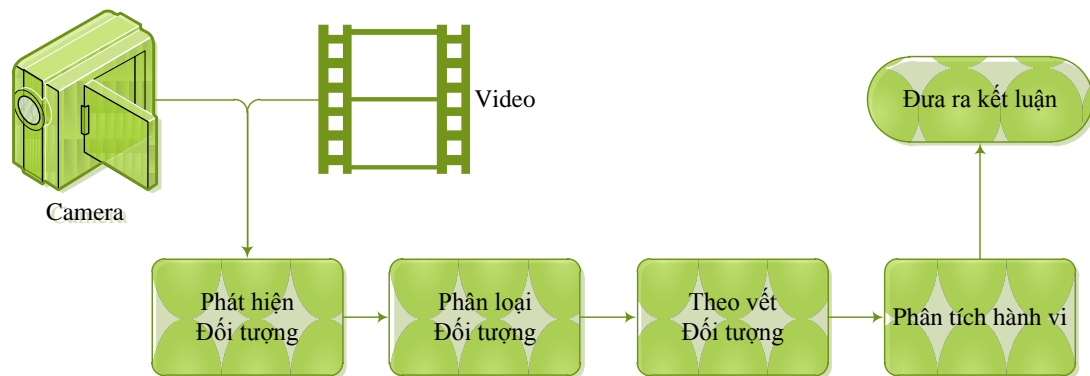 Video
Đưa ra kết luận
Camera
Phát hiện
Đối tượng
Phân loại
Đối tượng
Theo vết
Đối tượng
Phân tích hành vi